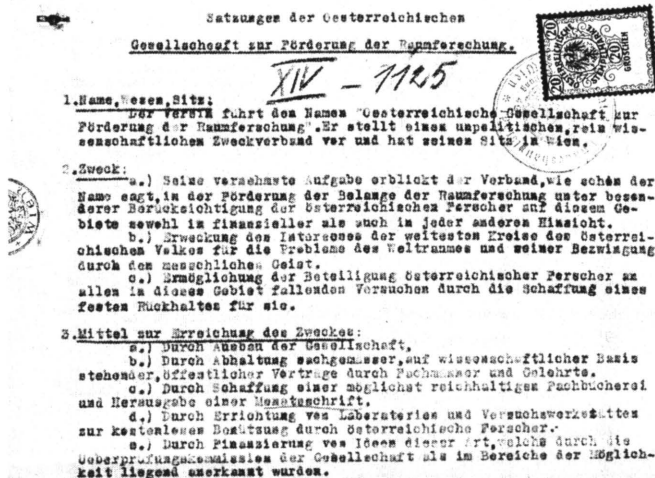 Satzungen der Oesterreichischen
Gesellschaft zur Förderung der Raumforschung.
XIV - 1125
20
20
GROSCHEN
1.Name,Wesen,Sitz:
Der Verein führt den Namen "Oesterreichische Gesellschaft zur
Förderung der Raumforschung".Er stellt einen unpolitischen,rein wis-
senschaftlichen Zweckverband vor und hat seinen Sitz in Wien.
2.Zweck:
a.) Seine vornehmste Aufgabe erblickt der Verband,wie schon der
Name sagt,in der Förderung der Belange der Raumforschung unter beson-
derer Berücksichtigung der österreichischen Forscher auf diesem Ge-
biete sowohl in finanzieller als auch in jeder anderen Hinsicht.
b.) Erweckung des Interesses der weitesten Kreise des österrei-
chischen Volkes für die Probleme des Weltraumes und seiner Bezwingung
durch den menschlichen Geist.
c.) Ermöglichung der Beteiligung österreichischer Forscher an
allen in dieses Gebiet fallenden Versuchen durch die Schaffung eines
festen Rückhaltes für sie.
3.Mittel zur Erreichung des Zweckes:
a.) Durch Ausbau der Gesellschaft.
b.) Durch Abhaltung sachgemässer,auf wissenschaftlicher Basis
stehender,öffentlicher Vorträge durch Fachmänner und Gelehrte.
c.) Durch Schaffung einer möglichst reichhaltigen Fachbücherei
und Herausgabe einer Monatsschrift.
d.) Durch Errichtung von Laboratorien und Versuchswerkstätten
zur kostenlosen Benützung durch österreichische Forscher.-
e.) Durch Finanzierung von Ideen dieser Art,welche durch die
Ueberprüfungskommission der Gesellschaft als im Bereiche der Möglich-
keit liegend anerkannt wurden.